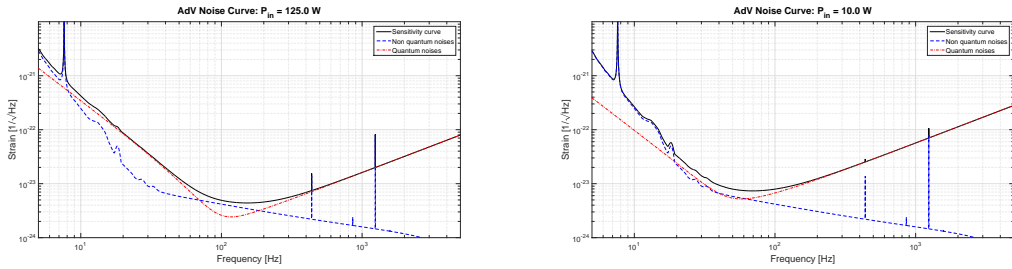 AdV Noise Curve: P_in = 125.0 W
Sensitivity curve
Non quantum noises
Quantum noises
10^-21
10^-22
10^-23
10^-24
Strain [1/√Hz]
10^1
10^2
10^3
Frequency [Hz]
AdV Noise Curve: P_in = 10.0 W
Sensitivity curve
Non quantum noises
Quantum noises
10^-21
10^-22
10^-23
10^-24
Strain [1/√Hz]
10^1
10^2
10^3
Frequency [Hz]